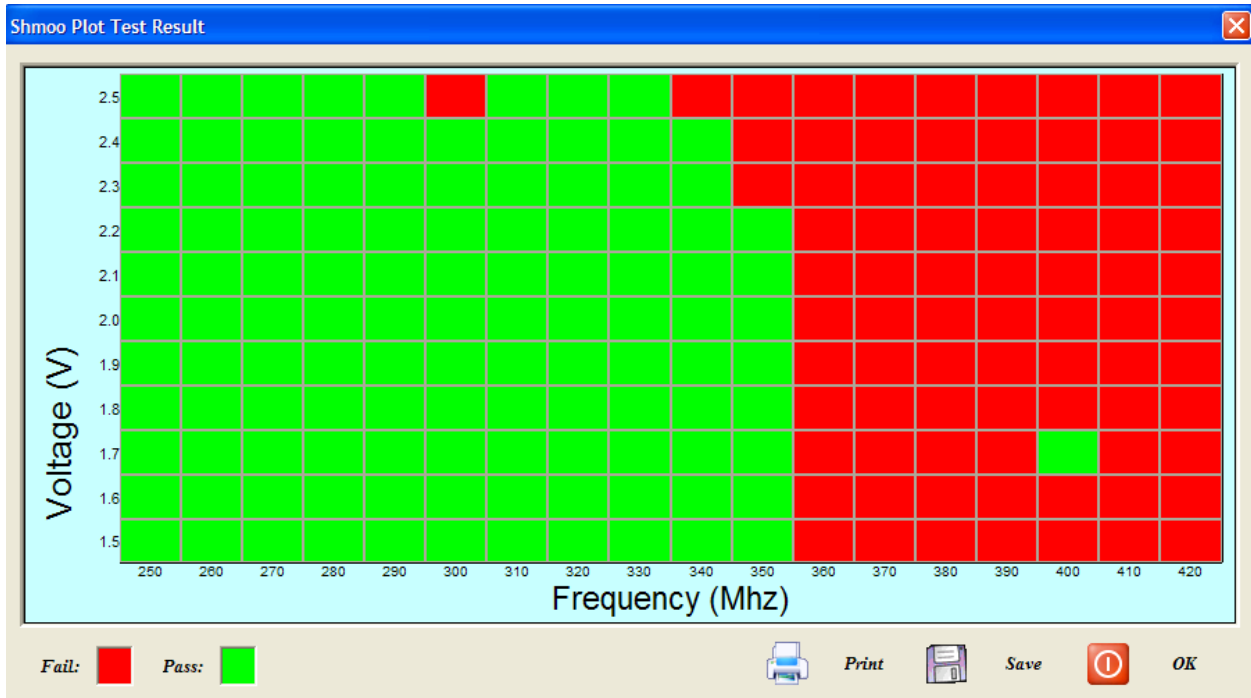 Shmoo Plot Test Result
2.5
2.4
2.3
2.2
2.1
2.0
1.9
1.8
1.7
1.6
1.5
Voltage (V)
250 260 270 280 290 300 310 320 330 340 350 360 370 380 390 400 410 420
Frequency (Mhz)
Fail: Pass: Print Save OK